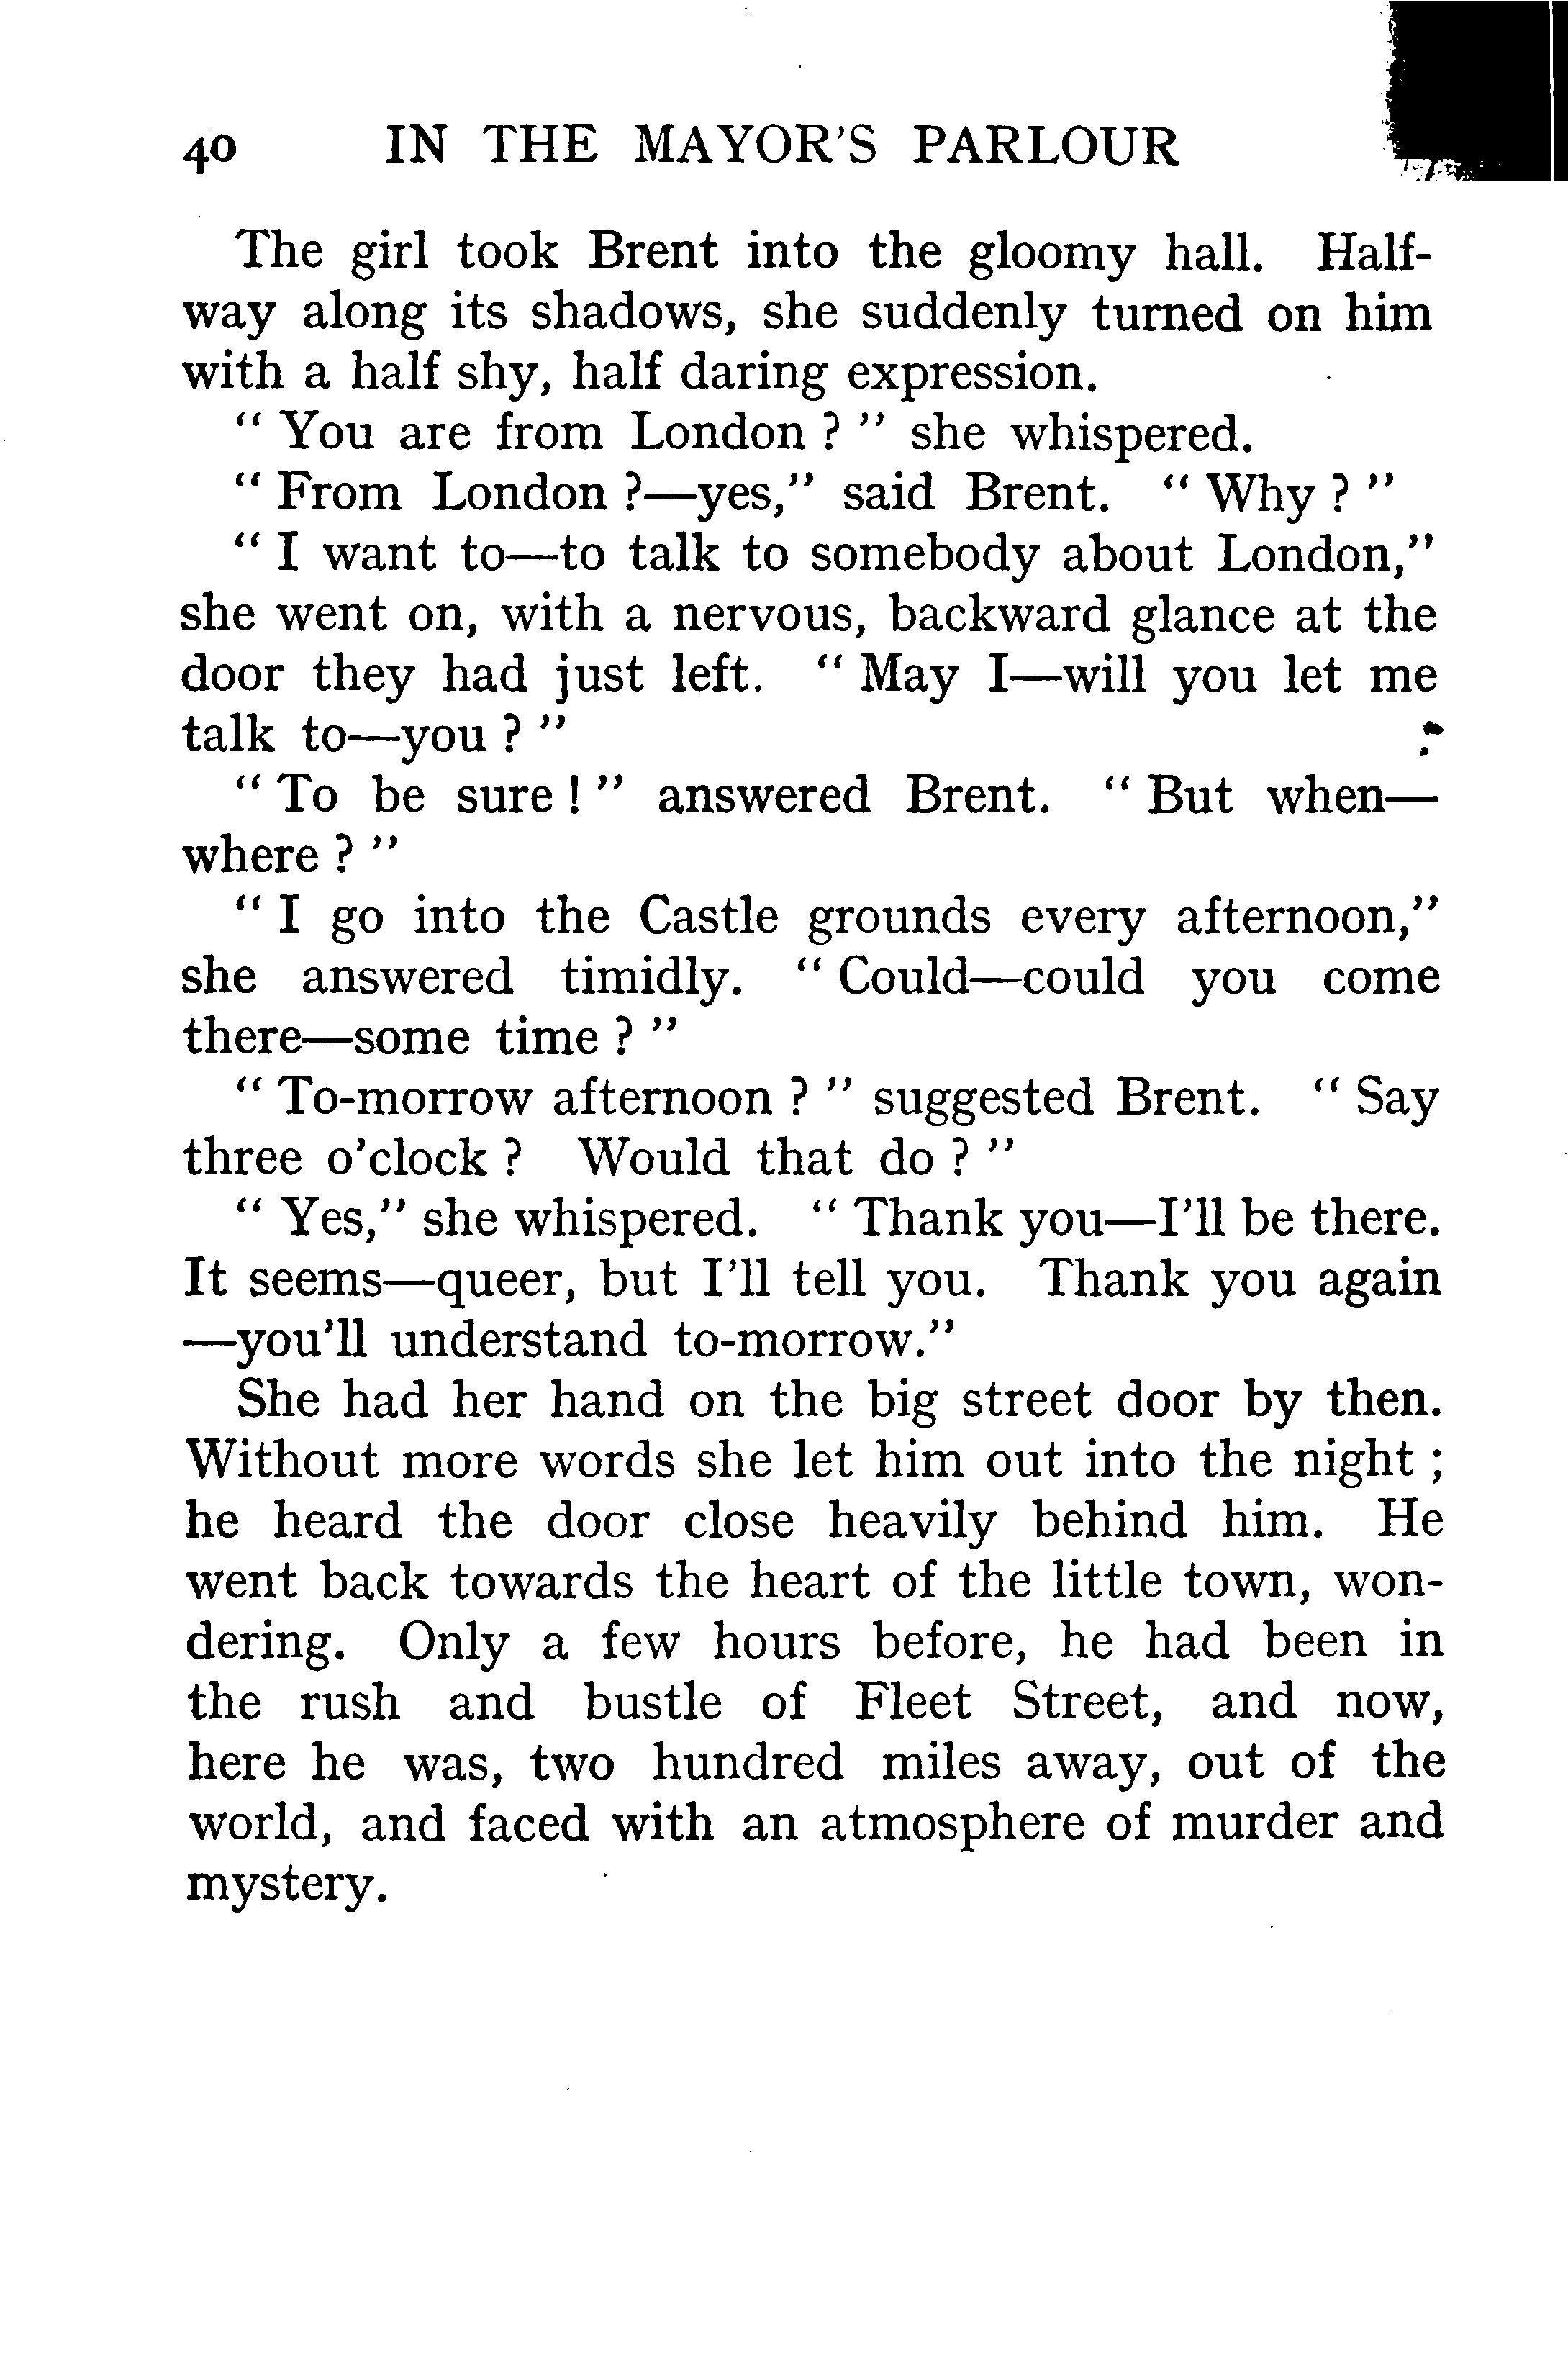 40 IN THE MAYOR'S PARLOUR
The girl took Brent into the gloomy hall. Half-
way along its shadows, she suddenly turned on him
with a half shy, half daring expression.
“ You are from London ? ” she whispered.
“ From London ?—yes,” said Brent. “ Why ? ”
“ I want to—to talk to somebody about London,”
she went on, with a nervous, backward glance at the
door they had just left. “ May I—will you let me
talk to—you ? ”
“ To be sure ! ” answered Brent. “ But when—
where ? ”
“ I go into the Castle grounds every afternoon,”
she answered timidly. “ Could—could you come
there—some time ? ”
“ To-morrow afternoon ? ” suggested Brent. “ Say
three o'clock ? Would that do ? ”
“ Yes,” she whispered. “ Thank you—I'll be there.
It seems—queer, but I'll tell you. Thank you again
—you'll understand to-morrow.”
She had her hand on the big street door by then.
Without more words she let him out into the night ;
he heard the door close heavily behind him. He
went back towards the heart of the little town, won-
dering. Only a few hours before, he had been in
the rush and bustle of Fleet Street, and now,
here he was, two hundred miles away, out of the
world, and faced with an atmosphere of murder and
mystery.